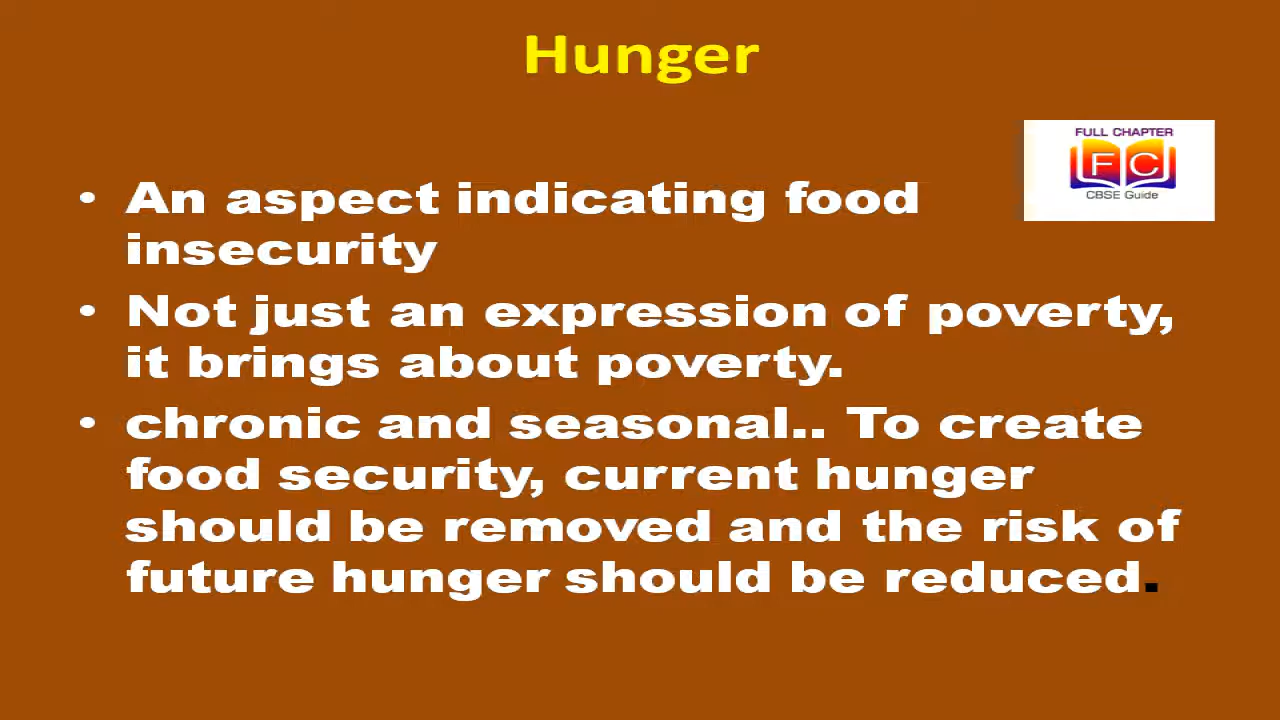 Hunger
FULL CHAPTER
FC
CBSE Guide
• An aspect indicating food
insecurity
• Not just an expression of poverty,
it brings about poverty.
• chronic and seasonal.. To create
food security, current hunger
should be removed and the risk of
future hunger should be reduced.